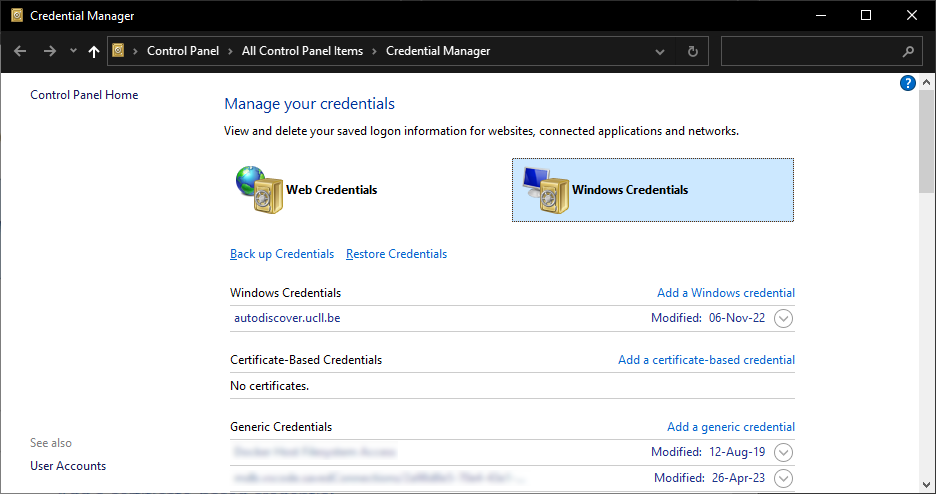 Credential Manager
Control Panel > All Control Panel Items > Credential Manager
Control Panel Home
Manage your credentials
View and delete your saved logon information for websites, connected applications and networks.
Web Credentials
Windows Credentials
Back up Credentials Restore Credentials
Windows Credentials Add a Windows credential
autodiscover.ucll.be Modified: 06-Nov-22
Certificate-Based Credentials Add a certificate-based credential
No certificates.
Generic Credentials Add a generic credential
Modified: 12-Aug-19
Modified: 26-Apr-23
See also
User Accounts